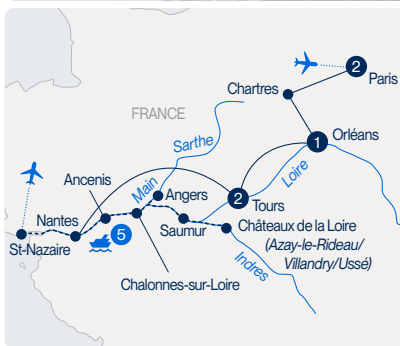 2
Paris
Chartres
FRANCE
1
Orléans
Sarthe
Ancenis
Main
Angers
Loire
2
Tours
Nantes
Saumur
Châteaux de la Loire
(Azay-le-Rideau/
Villandry/Ussé)
St-Nazaire
5
Indres
Chalonnes-sur-Loire